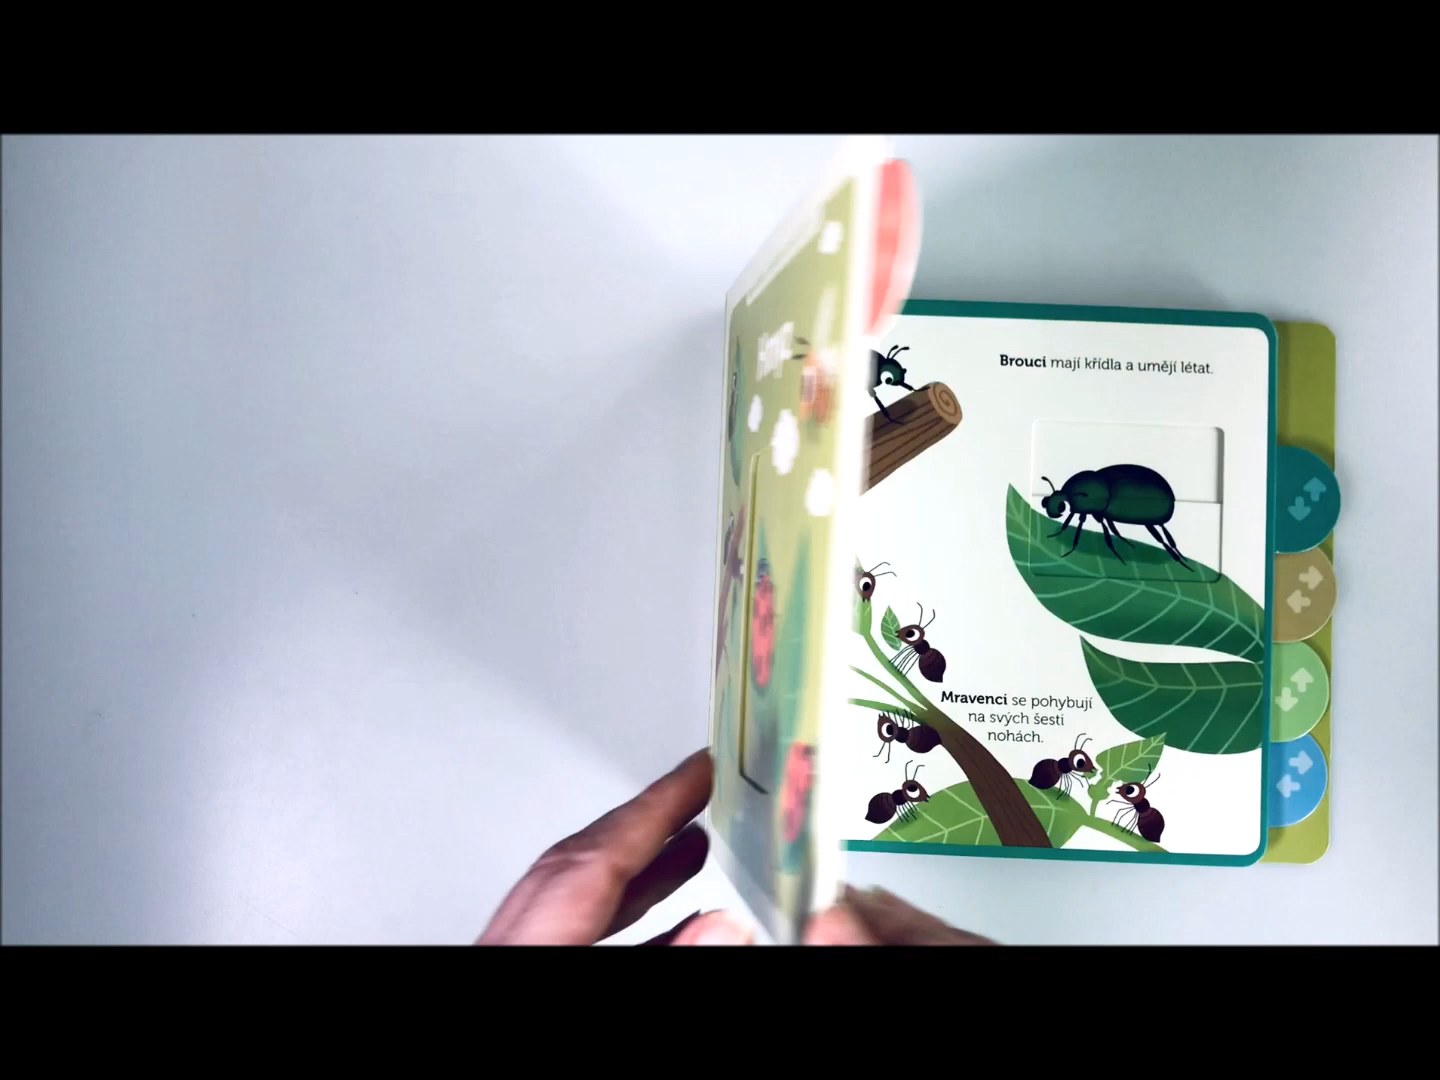 Brouci mají křídla a umějí létat.
Mravenci se pohybují
na svých šesti
nohách.